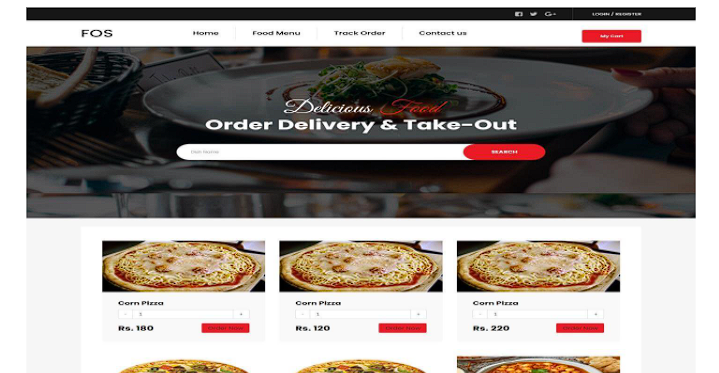 LOGIN / REGISTER
FOS Home Food Menu Track Order Contact us My Cart
Delicious Food
Order Delivery & Take-Out
SEARCH
Corn Pizza Corn Pizza Corn Pizza
- 1 + - 1 + - 1 +
Rs. 180 Order Now Rs. 120 Order Now Rs. 220 Order Now